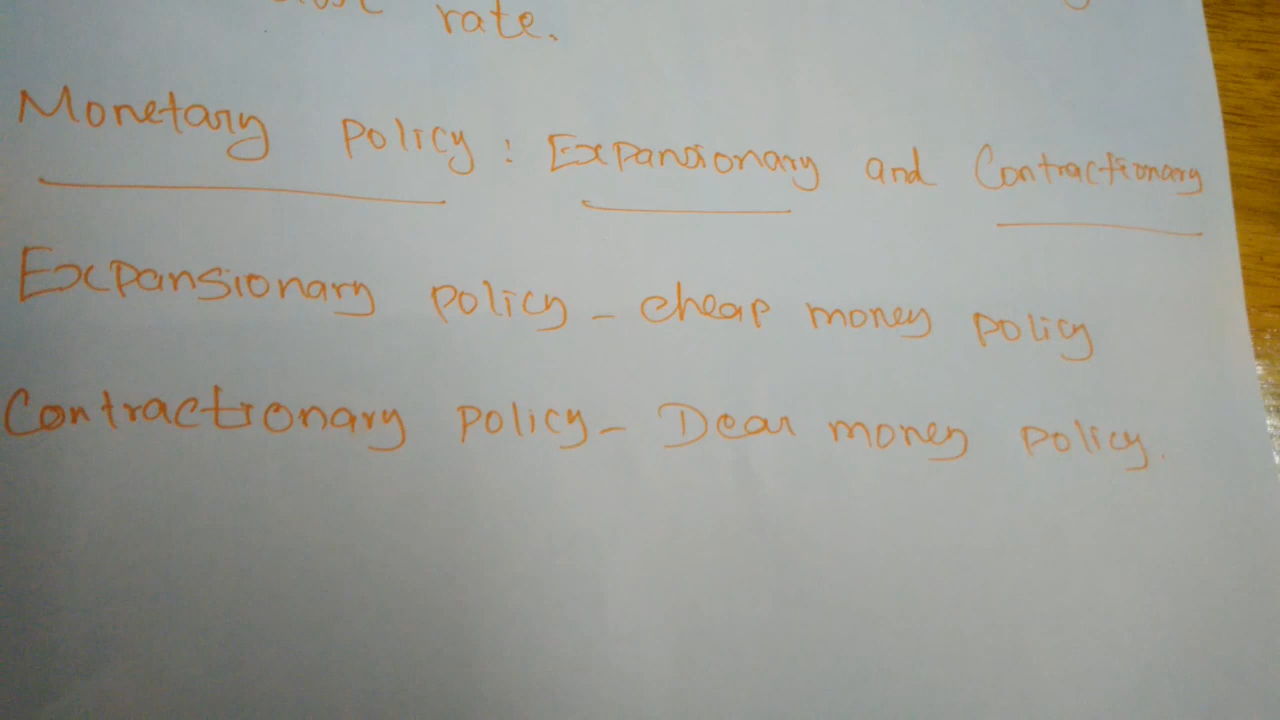 rate.
Monetary policy : Expansionary and Contractionary
Expansionary policy - cheap money policy
Contractionary policy - Dear money policy.